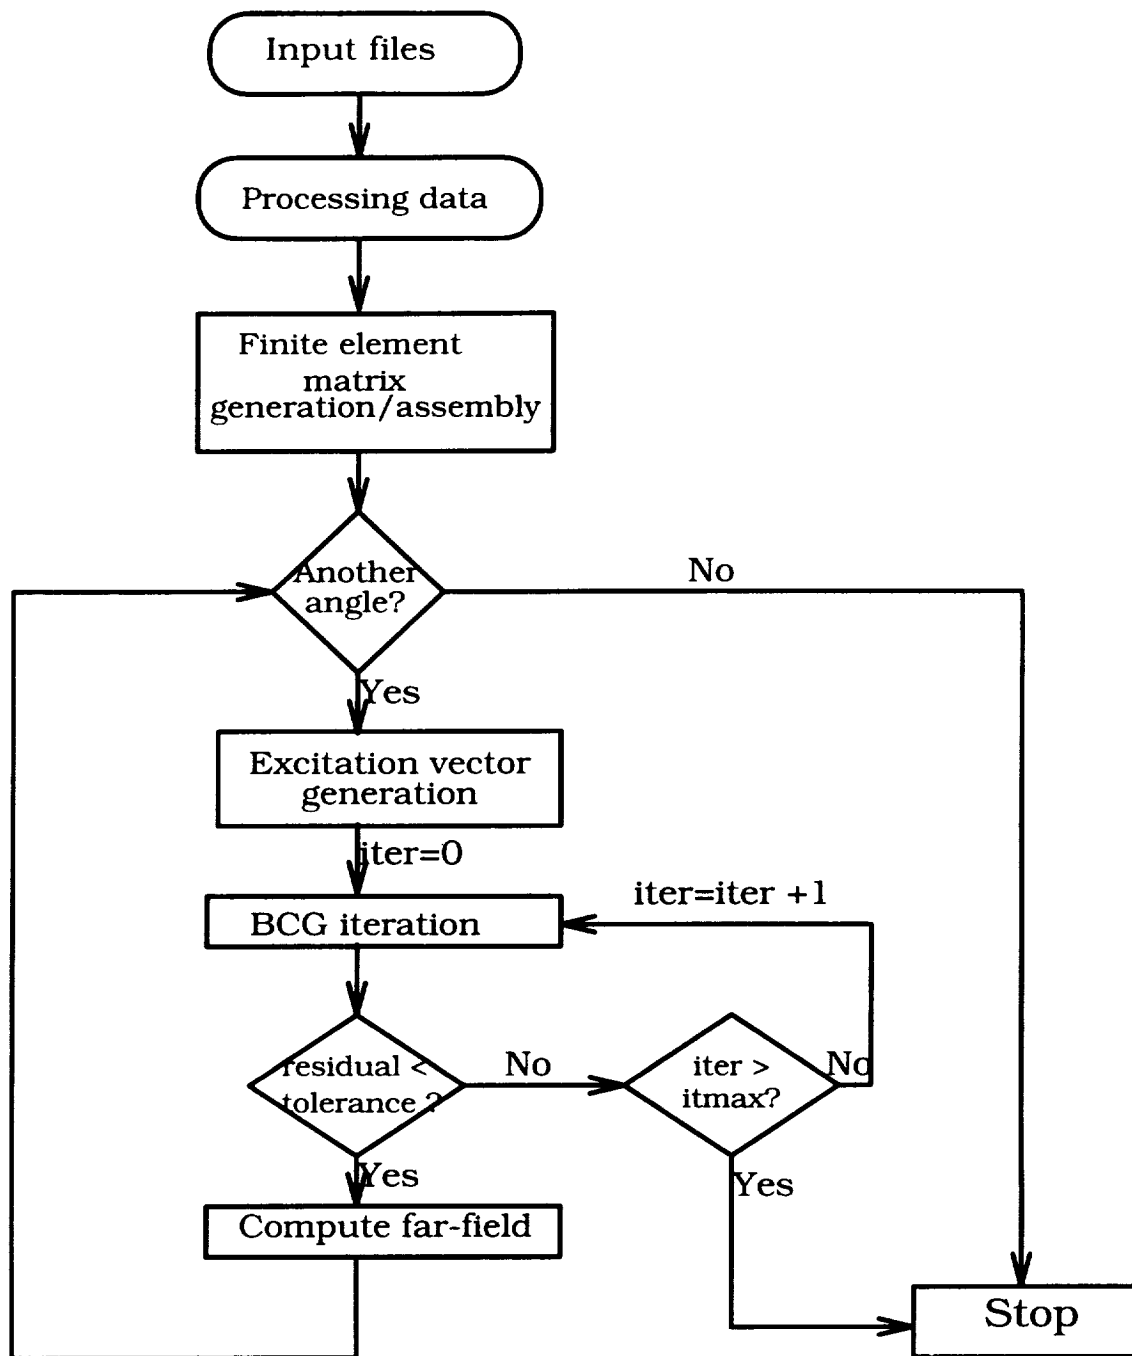 Input files
Processing data
Finite element
matrix
generation/assembly
Another
angle?
No
Yes
Excitation vector
generation
iter=0
iter=iter +1
BCG iteration
residual <
tolerance ?
No
iter >
itmax?
No
Yes
Yes
Compute far-field
Stop